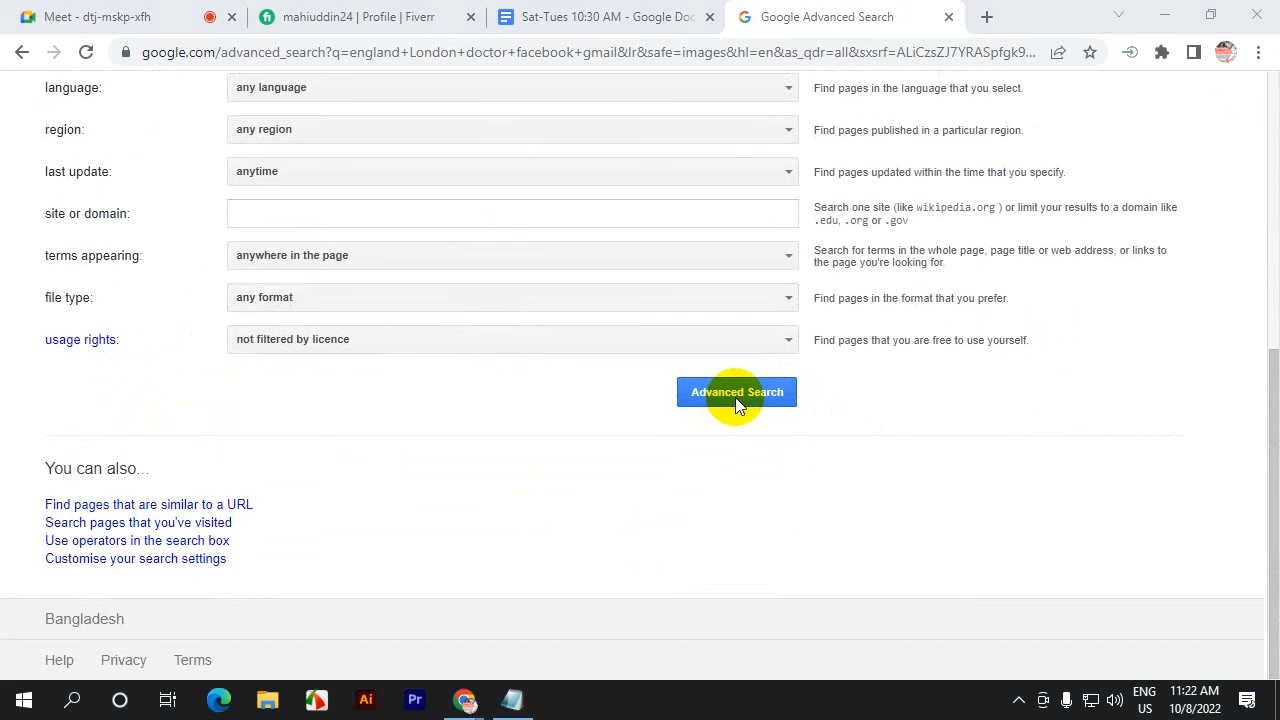 Meet - dtj-mskp-xfh
mahiuddin24 | Profile | Fiverr
Sat-Tues 10:30 AM - Google Doc
Google Advanced Search
google.com/advanced_search?q=england+London+doctor+facebook+gmail&lr&safe=images&hl=en&as_qdr=all&sxsrf=ALiCzsZJ7YRASpfgk9...
language:
any language
Find pages in the language that you select.
region:
any region
Find pages published in a particular region.
last update:
anytime
Find pages updated within the time that you specify.
site or domain:
Search one site (like wikipedia.org ) or limit your results to a domain like
.edu, .org or .gov
terms appearing:
anywhere in the page
Search for terms in the whole page, page title or web address, or links to
the page you're looking for.
file type:
any format
Find pages in the format that you prefer.
usage rights:
not filtered by licence
Find pages that you are free to use yourself.
Advanced Search
You can also...
Find pages that are similar to a URL
Search pages that you've visited
Use operators in the search box
Customise your search settings
Bangladesh
Help
Privacy
Terms
Ai
Pr
ENG
US
11:22 AM
10/8/2022